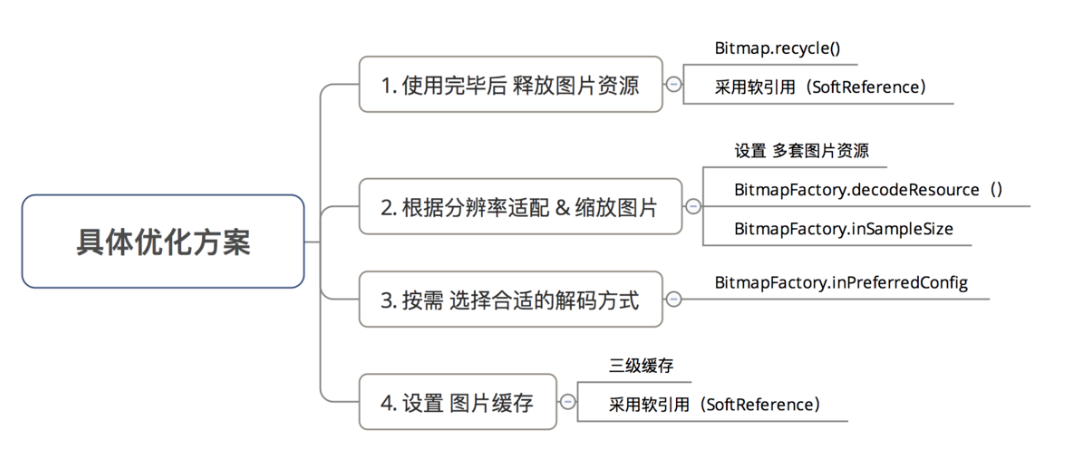 具体优化方案
1. 使用完毕后 释放图片资源
Bitmap.recycle()
采用软引用（SoftReference）
2. 根据分辨率适配 & 缩放图片
设置 多套图片资源
BitmapFactory.decodeResource（）
BitmapFactory.inSampleSize
3. 按需 选择合适的解码方式
BitmapFactory.inPreferredConfig
4. 设置 图片缓存
三级缓存
采用软引用（SoftReference）